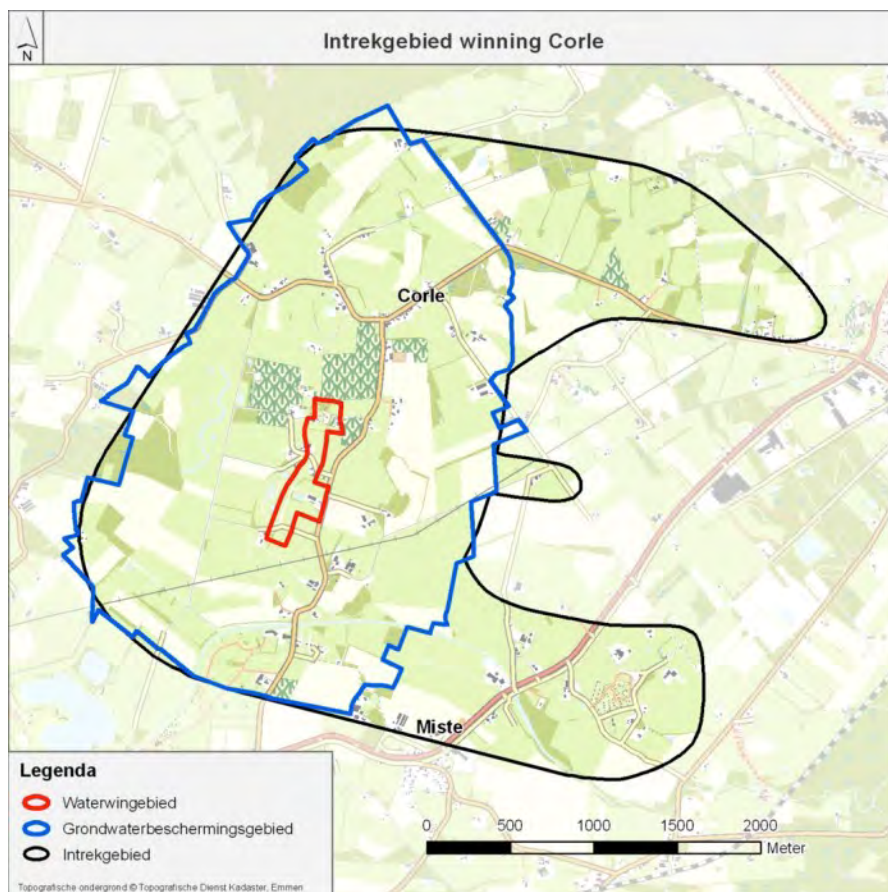 N
Intrekgebied winning Corle
Corle
Miste
Legenda
Waterwingebied
Grondwaterbeschermingsgebied
Intrekgebied
0 500 1000 1500 2000
Meter
Topografische ondergrond © Topografische Dienst Kadaster, Emmen